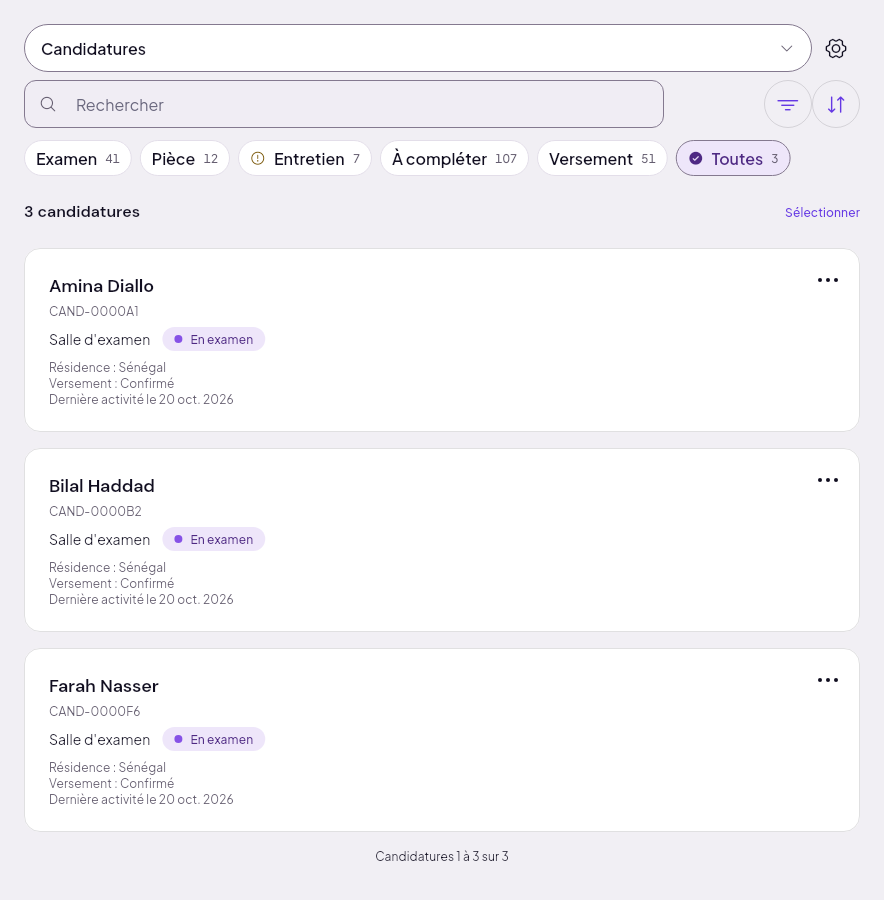 Candidatures
Rechercher
Examen 41 Pièce 12 Entretien 7 À compléter 107 Versement 51 Toutes 3
3 candidatures Sélectionner
Amina Diallo
CAND-0000A1
Salle d'examen En examen
Résidence : Sénégal
Versement : Confirmé
Dernière activité le 20 oct. 2026
Bilal Haddad
CAND-0000B2
Salle d'examen En examen
Résidence : Sénégal
Versement : Confirmé
Dernière activité le 20 oct. 2026
Farah Nasser
CAND-0000F6
Salle d'examen En examen
Résidence : Sénégal
Versement : Confirmé
Dernière activité le 20 oct. 2026
Candidatures 1 à 3 sur 3